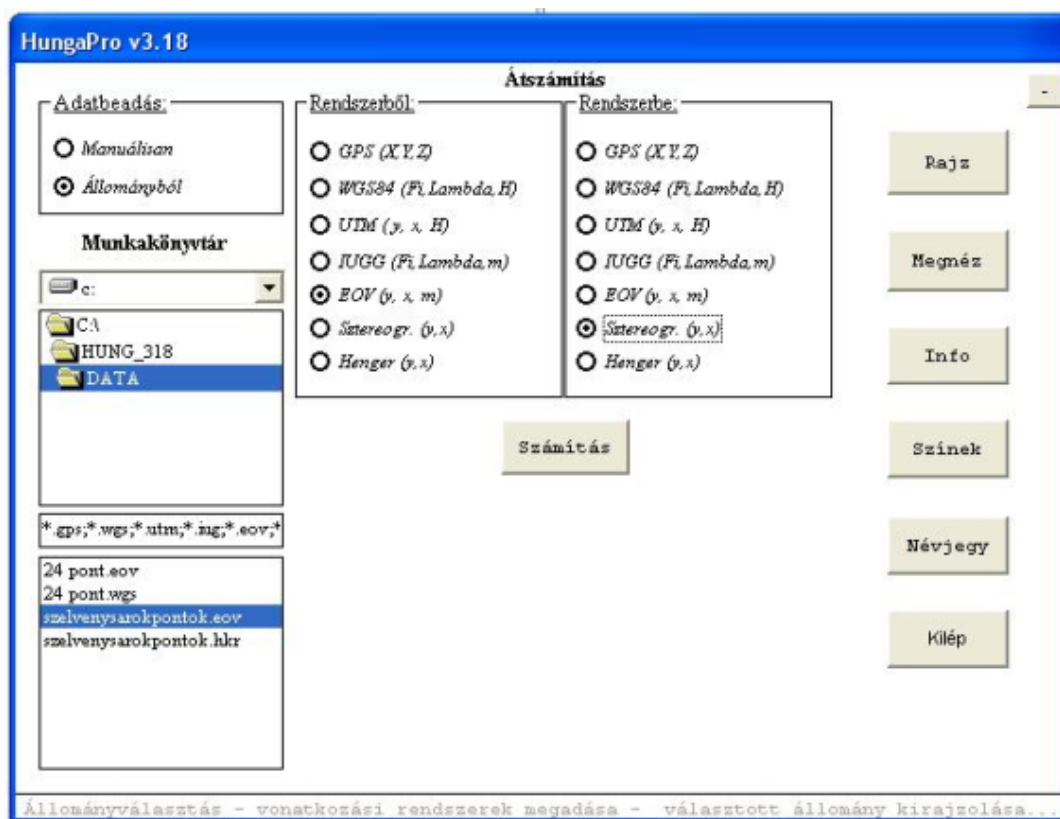 HungaPro v3.18
Átszámítás
-
Adatbeadás:
Manuálisan
Állományból
Munkakönyvtár
c:
C:\
HUNG_318
DATA
*.gps;*.wgs;*.utm;*.iug;*.eov;*
24 pont.eov
24 pont.wgs
szelvenysarokpontok.eov
szelvenysarokpontok.hkr
Rendszerből:
GPS (X,Y,Z)
WGS84 (Fi,Lambda,H)
UTM (y, x, H)
IUGG (Fi,Lambda,m)
EOV (y, x, m)
Sztereogr. (y,x)
Henger (y,x)
Rendszerbe:
GPS (X,Y,Z)
WGS84 (Fi,Lambda,H)
UTM (y, x, H)
IUGG (Fi,Lambda,m)
EOV (y, x, m)
Sztereogr. (y,x)
Henger (y,x)
Számítás
Rajz
Megnéz
Info
Színek
Névjegy
Kilép
Állományválasztás - vonatkozási rendszerek megadása - választott állomány kirajzolása...